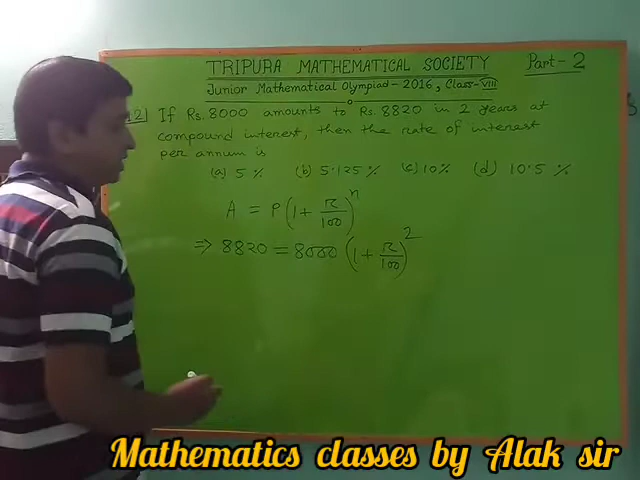 TRIPURA MATHEMATICAL SOCIETY Part-2
Junior Mathematical Olympiad-2016, Class-VIII
12] If Rs. 8000 amounts to Rs. 8820 in 2 years at
compound interest, then the rate of interest
per annum is
(a) 5% (b) 5.125% (c) 10% (d) 10.5%
A = P(1+r/100)^n
⇒ 8820 = 8000 (1+r/100)^2
Mathematics classes by Alak sir